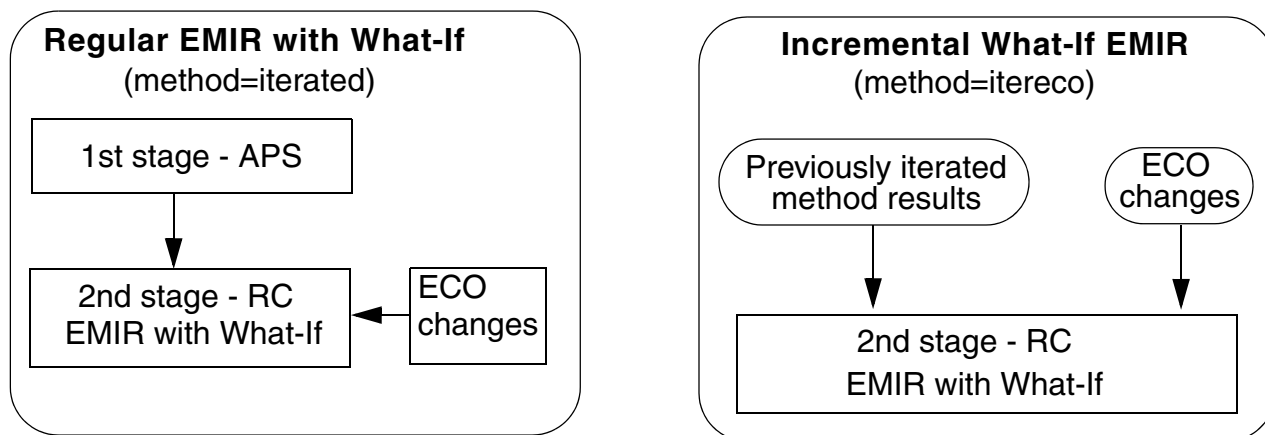 Regular EMIR with What-If
(method=iterated)
1st stage - APS
2nd stage - RC
EMIR with What-If
ECO
changes
Incremental What-If EMIR
(method=itereco)
Previously iterated
method results
ECO
changes
2nd stage - RC
EMIR with What-If